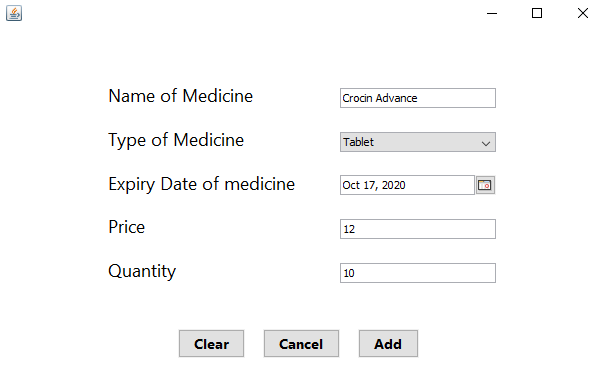 Name of Medicine Crocin Advance
Type of Medicine Tablet
Expiry Date of medicine Oct 17, 2020
Price 12
Quantity 10
Clear Cancel Add